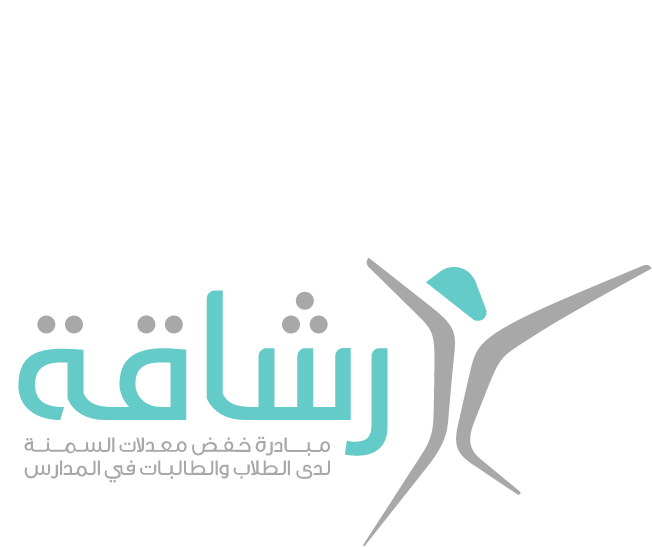 رشاقة
مبادرة خفض معدلات السمنة
لدى الطلاب والطالبات في المدارس